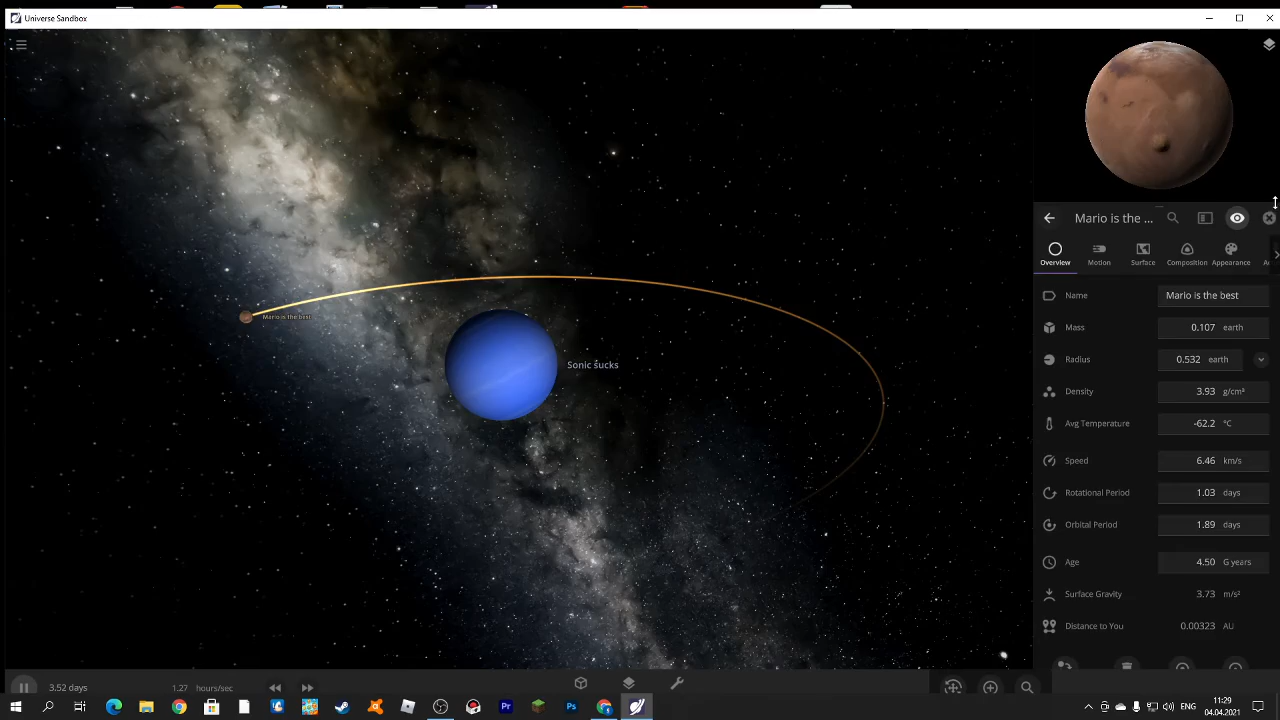 Universe Sandbox
Mario is the best
Sonic sucks
Mario is the ...
Overview
Motion
Surface
Composition
Appearance
Name Mario is the best
Mass 0.107 earth
Radius 0.532 earth
Density 3.93 g/cm³
Avg Temperature -62.2 °C
Speed 6.46 km/s
Rotational Period 1.03 days
Orbital Period 1.89 days
Age 4.50 G years
Surface Gravity 3.73 m/s²
Distance to You 0.00323 AU
3.52 days 1.27 hours/sec
Pr
Ps
ENG
11:29
04.04.2021